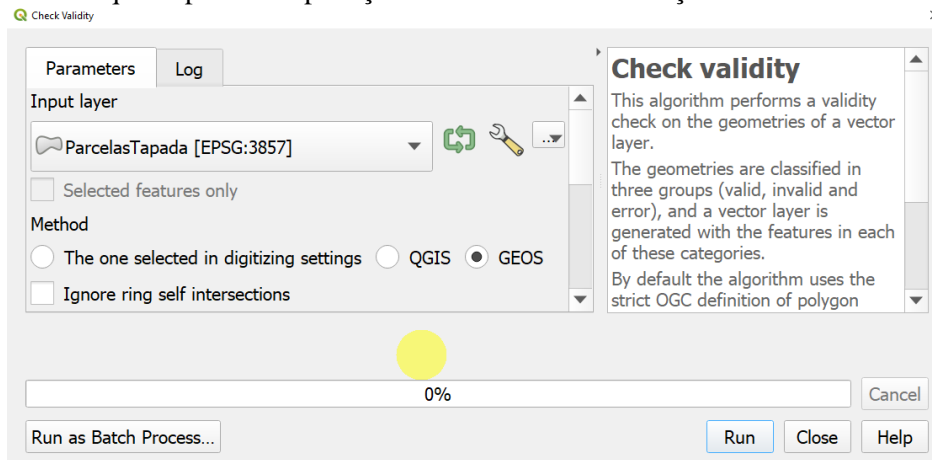 Check Validity
Parameters
Log
Input layer
ParcelasTapada [EPSG:3857]
...
Selected features only
Method
The one selected in digitizing settings
QGIS
GEOS
Ignore ring self intersections
Check validity
This algorithm performs a validity
check on the geometries of a vector
layer.
The geometries are classified in
three groups (valid, invalid and
error), and a vector layer is
generated with the features in each
of these categories.
By default the algorithm uses the
strict OGC definition of polygon
0%
Cancel
Run as Batch Process...
Run
Close
Help